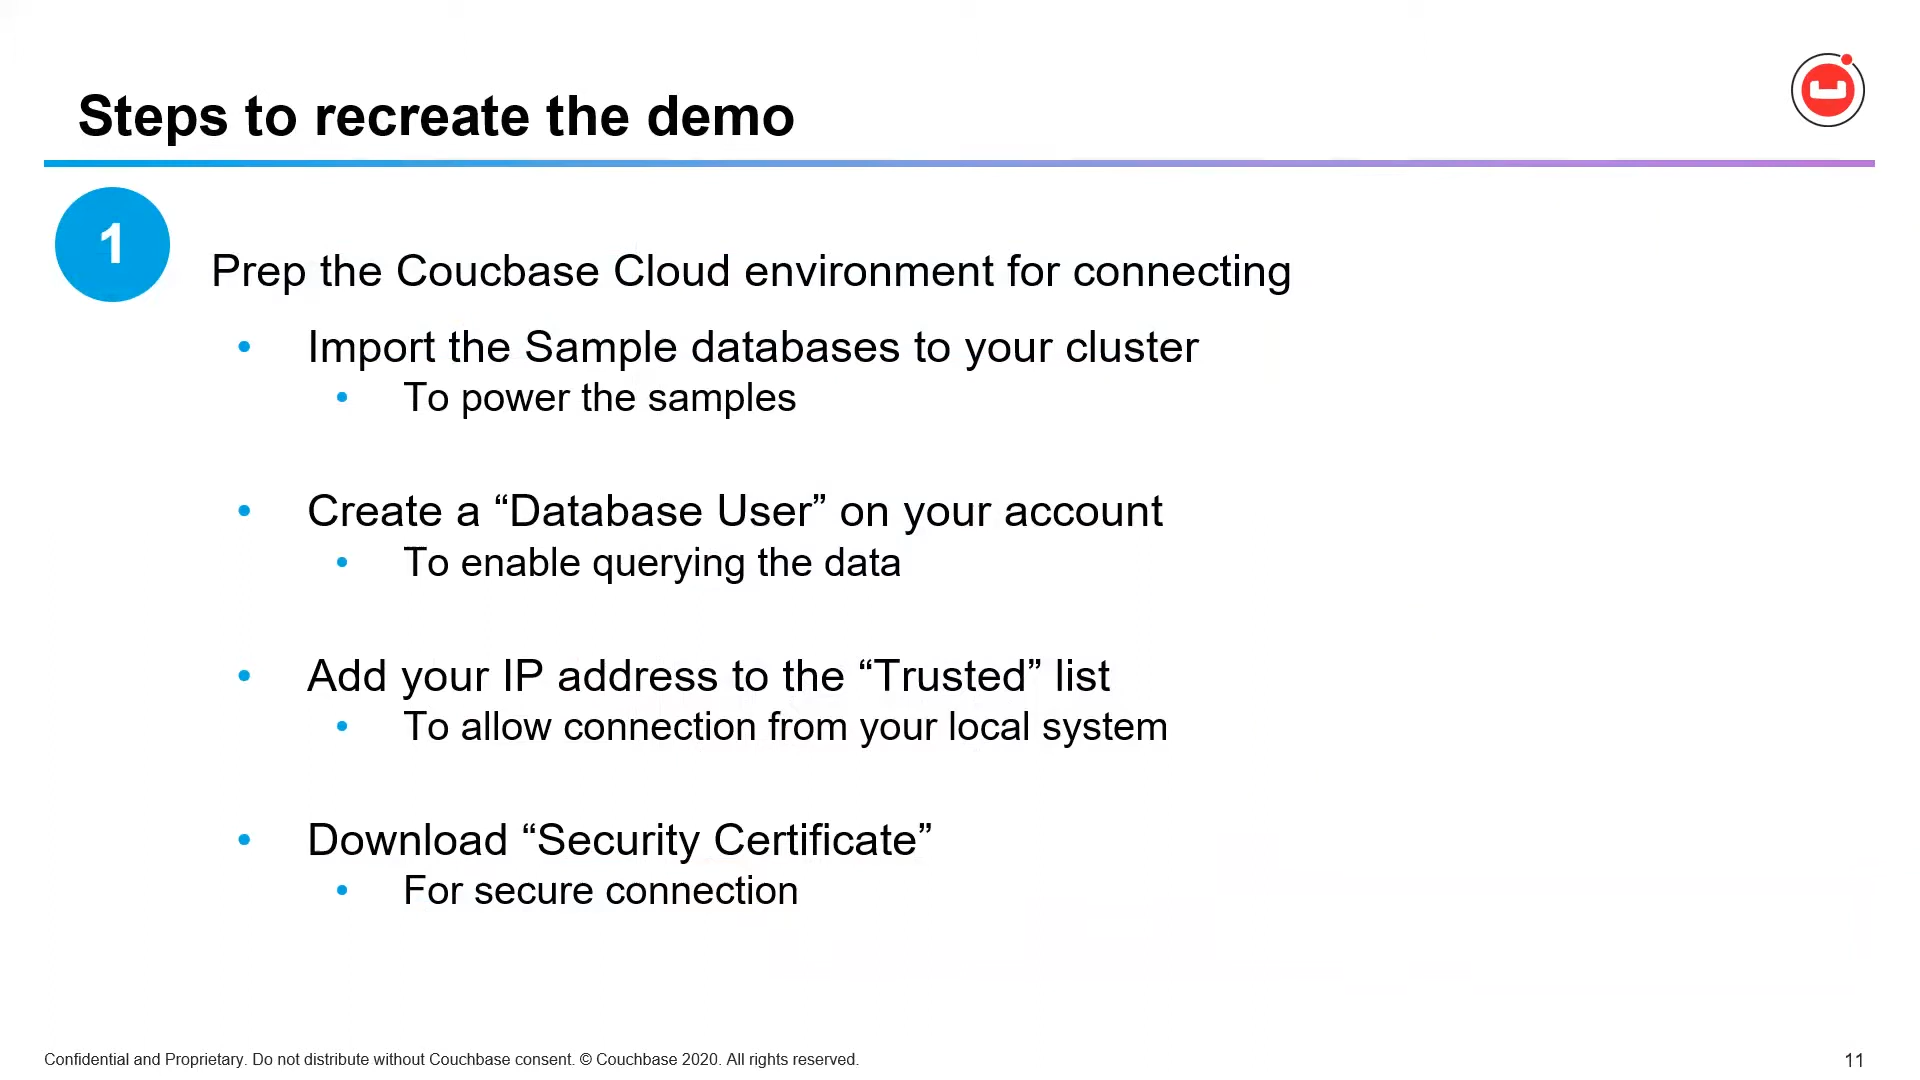 Steps to recreate the demo
1
Prep the Coucbase Cloud environment for connecting
• Import the Sample databases to your cluster
• To power the samples
• Create a “Database User” on your account
• To enable querying the data
• Add your IP address to the “Trusted” list
• To allow connection from your local system
• Download “Security Certificate”
• For secure connection
Confidential and Proprietary. Do not distribute without Couchbase consent. © Couchbase 2020. All rights reserved.
11